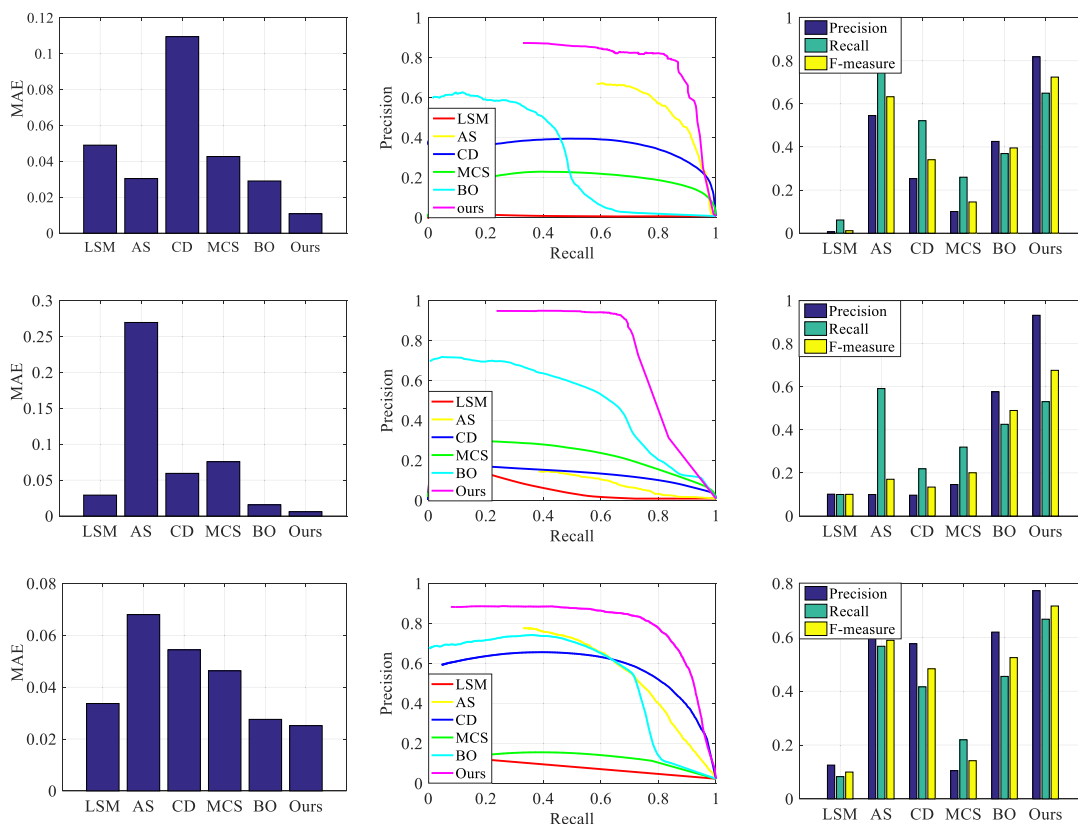 0.12
0.1
0.08
0.06
0.04
0.02
0
MAE
LSM AS CD MCS BO Ours
1
0.8
0.6
0.4
0.2
0
Precision
LSM
AS
CD
MCS
BO
ours
0 0.2 0.4 0.6 0.8 1
Recall
1
0.8
0.6
0.4
0.2
0
Precision
Recall
F-measure
LSM AS CD MCS BO Ours
0.3
0.25
0.2
0.15
0.1
0.05
0
MAE
LSM AS CD MCS BO Ours
1
0.8
0.6
0.4
0.2
0
Precision
LSM
AS
CD
MCS
BO
Ours
0 0.2 0.4 0.6 0.8 1
Recall
1
0.8
0.6
0.4
0.2
0
Precision
Recall
F-measure
LSM AS CD MCS BO Ours
0.08
0.06
0.04
0.02
0
MAE
LSM AS CD MCS BO Ours
1
0.8
0.6
0.4
0.2
0
Precision
LSM
AS
CD
MCS
BO
Ours
0 0.2 0.4 0.6 0.8 1
Recall
0.8
0.6
0.4
0.2
0
Precision
Recall
F-measure
LSM AS CD MCS BO Ours